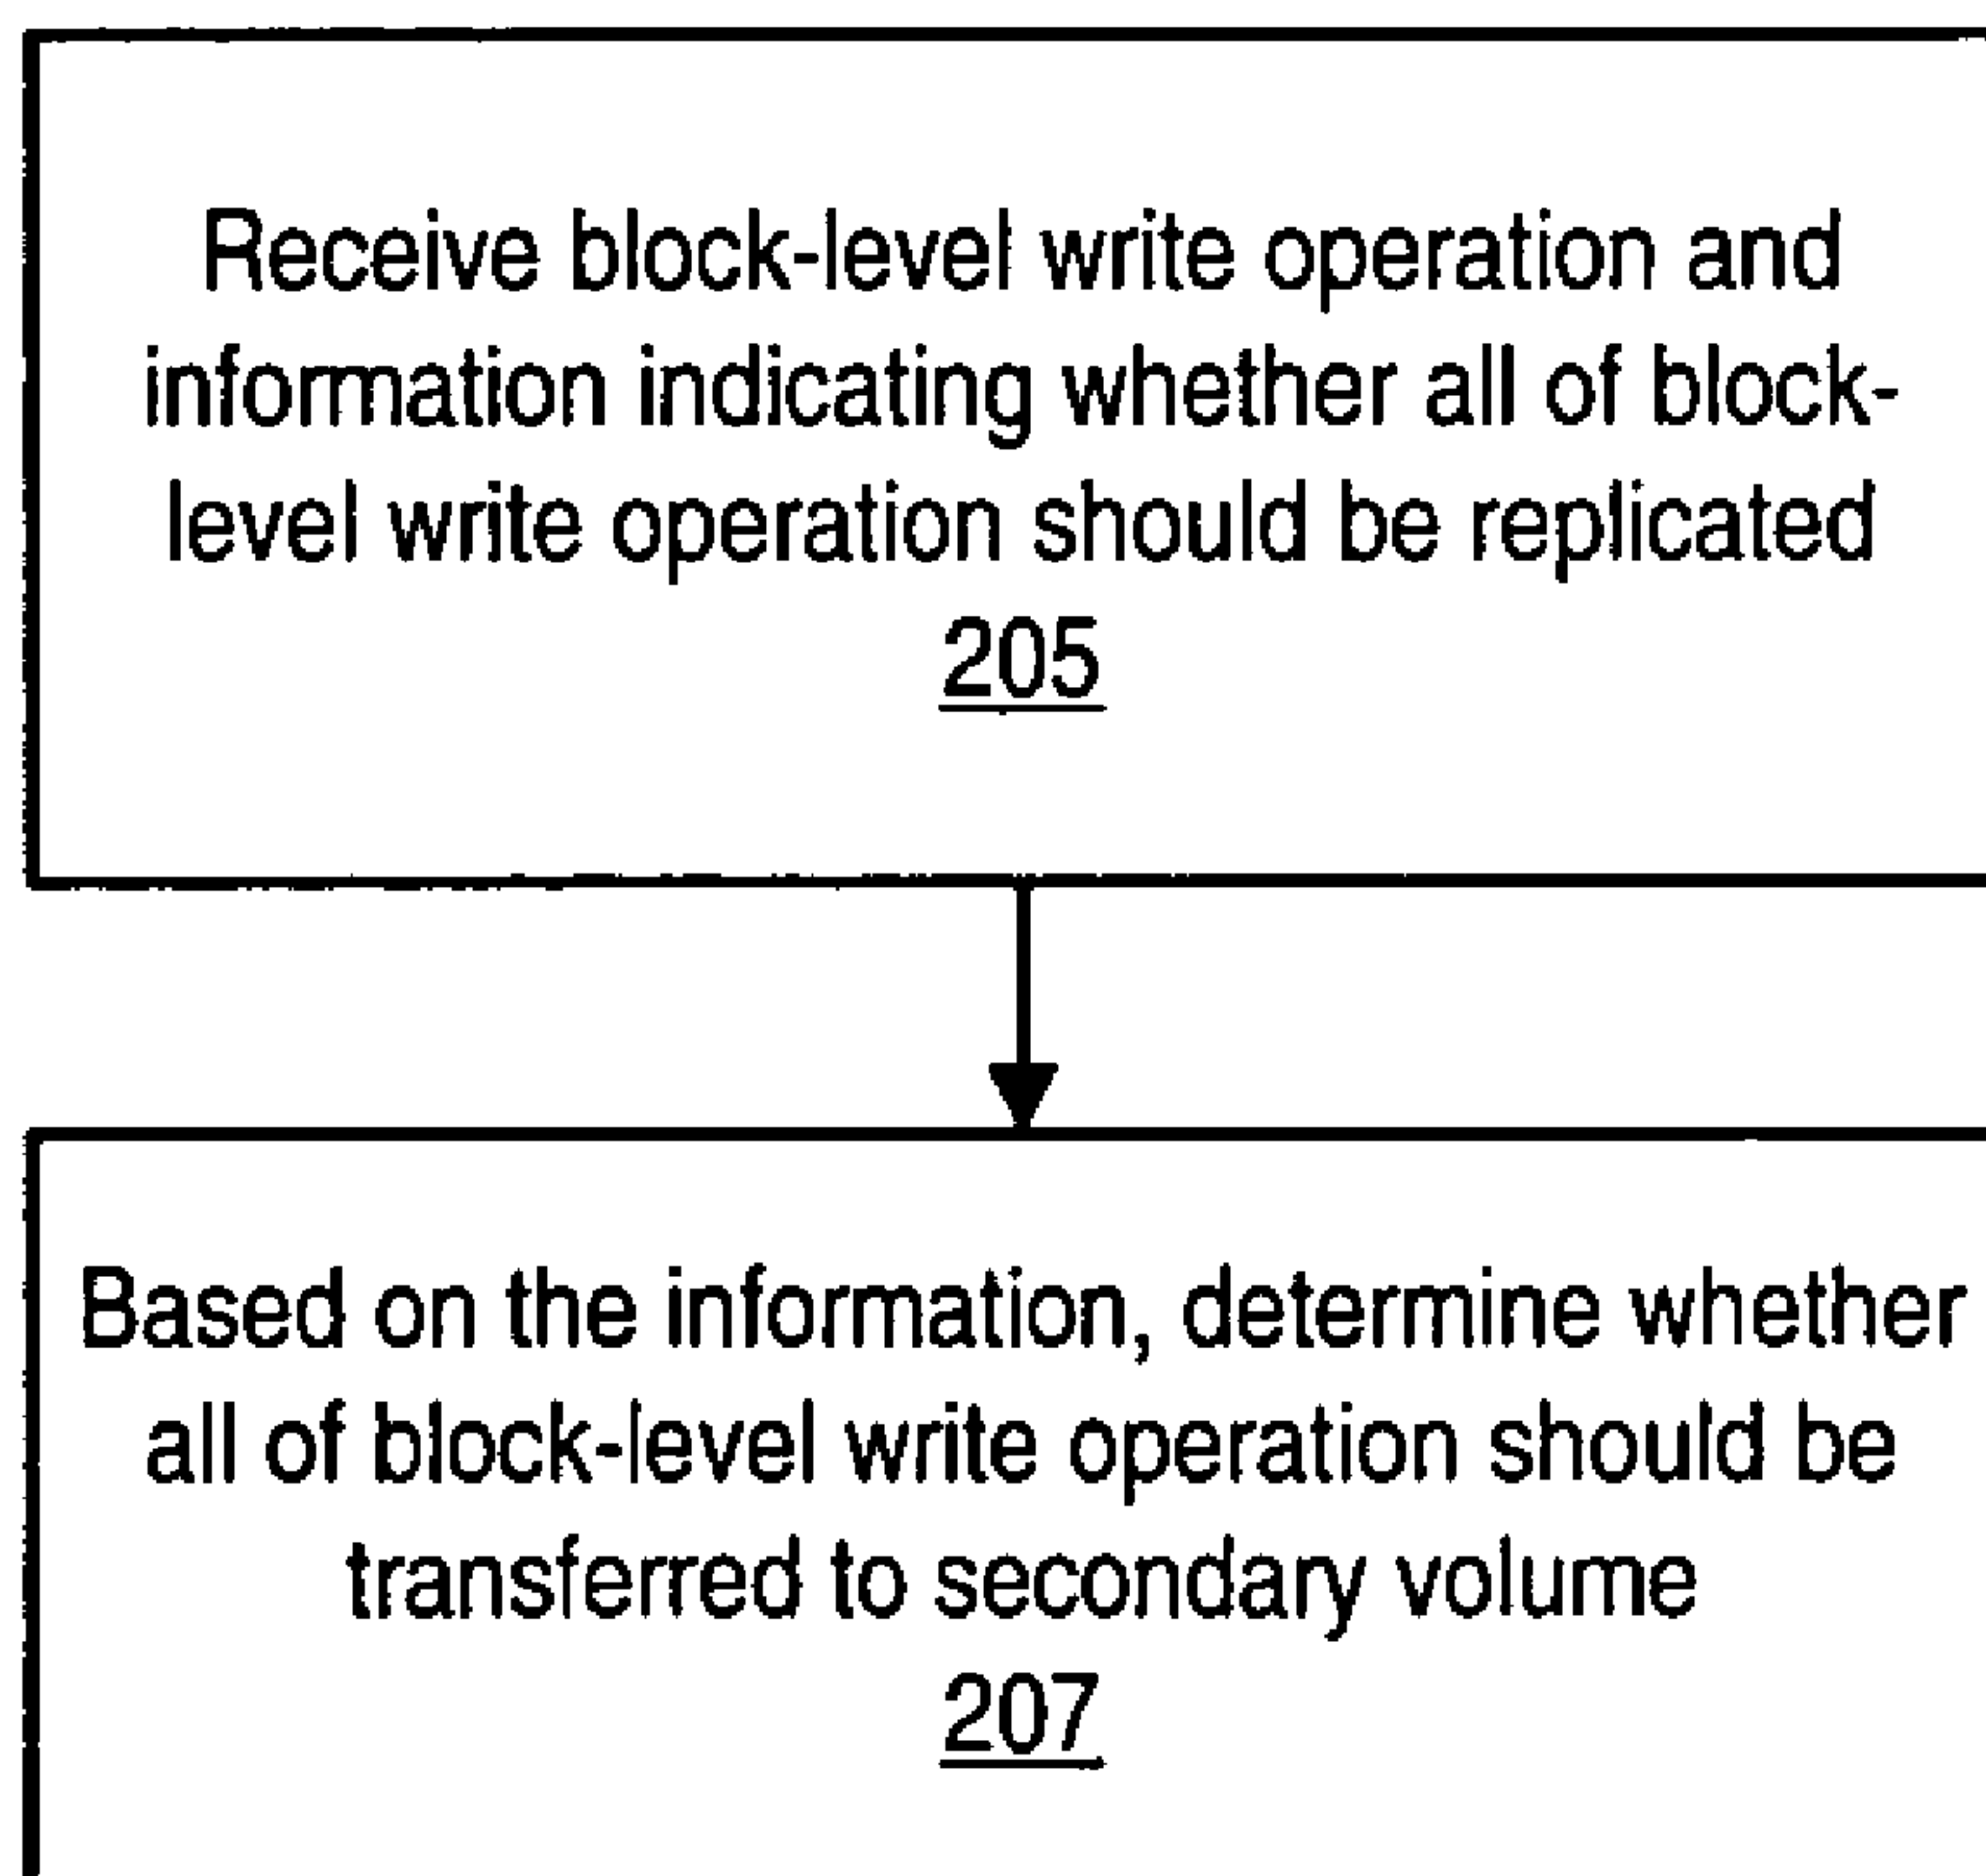 Receive block-level write operation and
information indicating whether all of block-
level write operation should be replicated
205
Based on the information, determine whether
all of block-level write operation should be
transferred to secondary volume
207